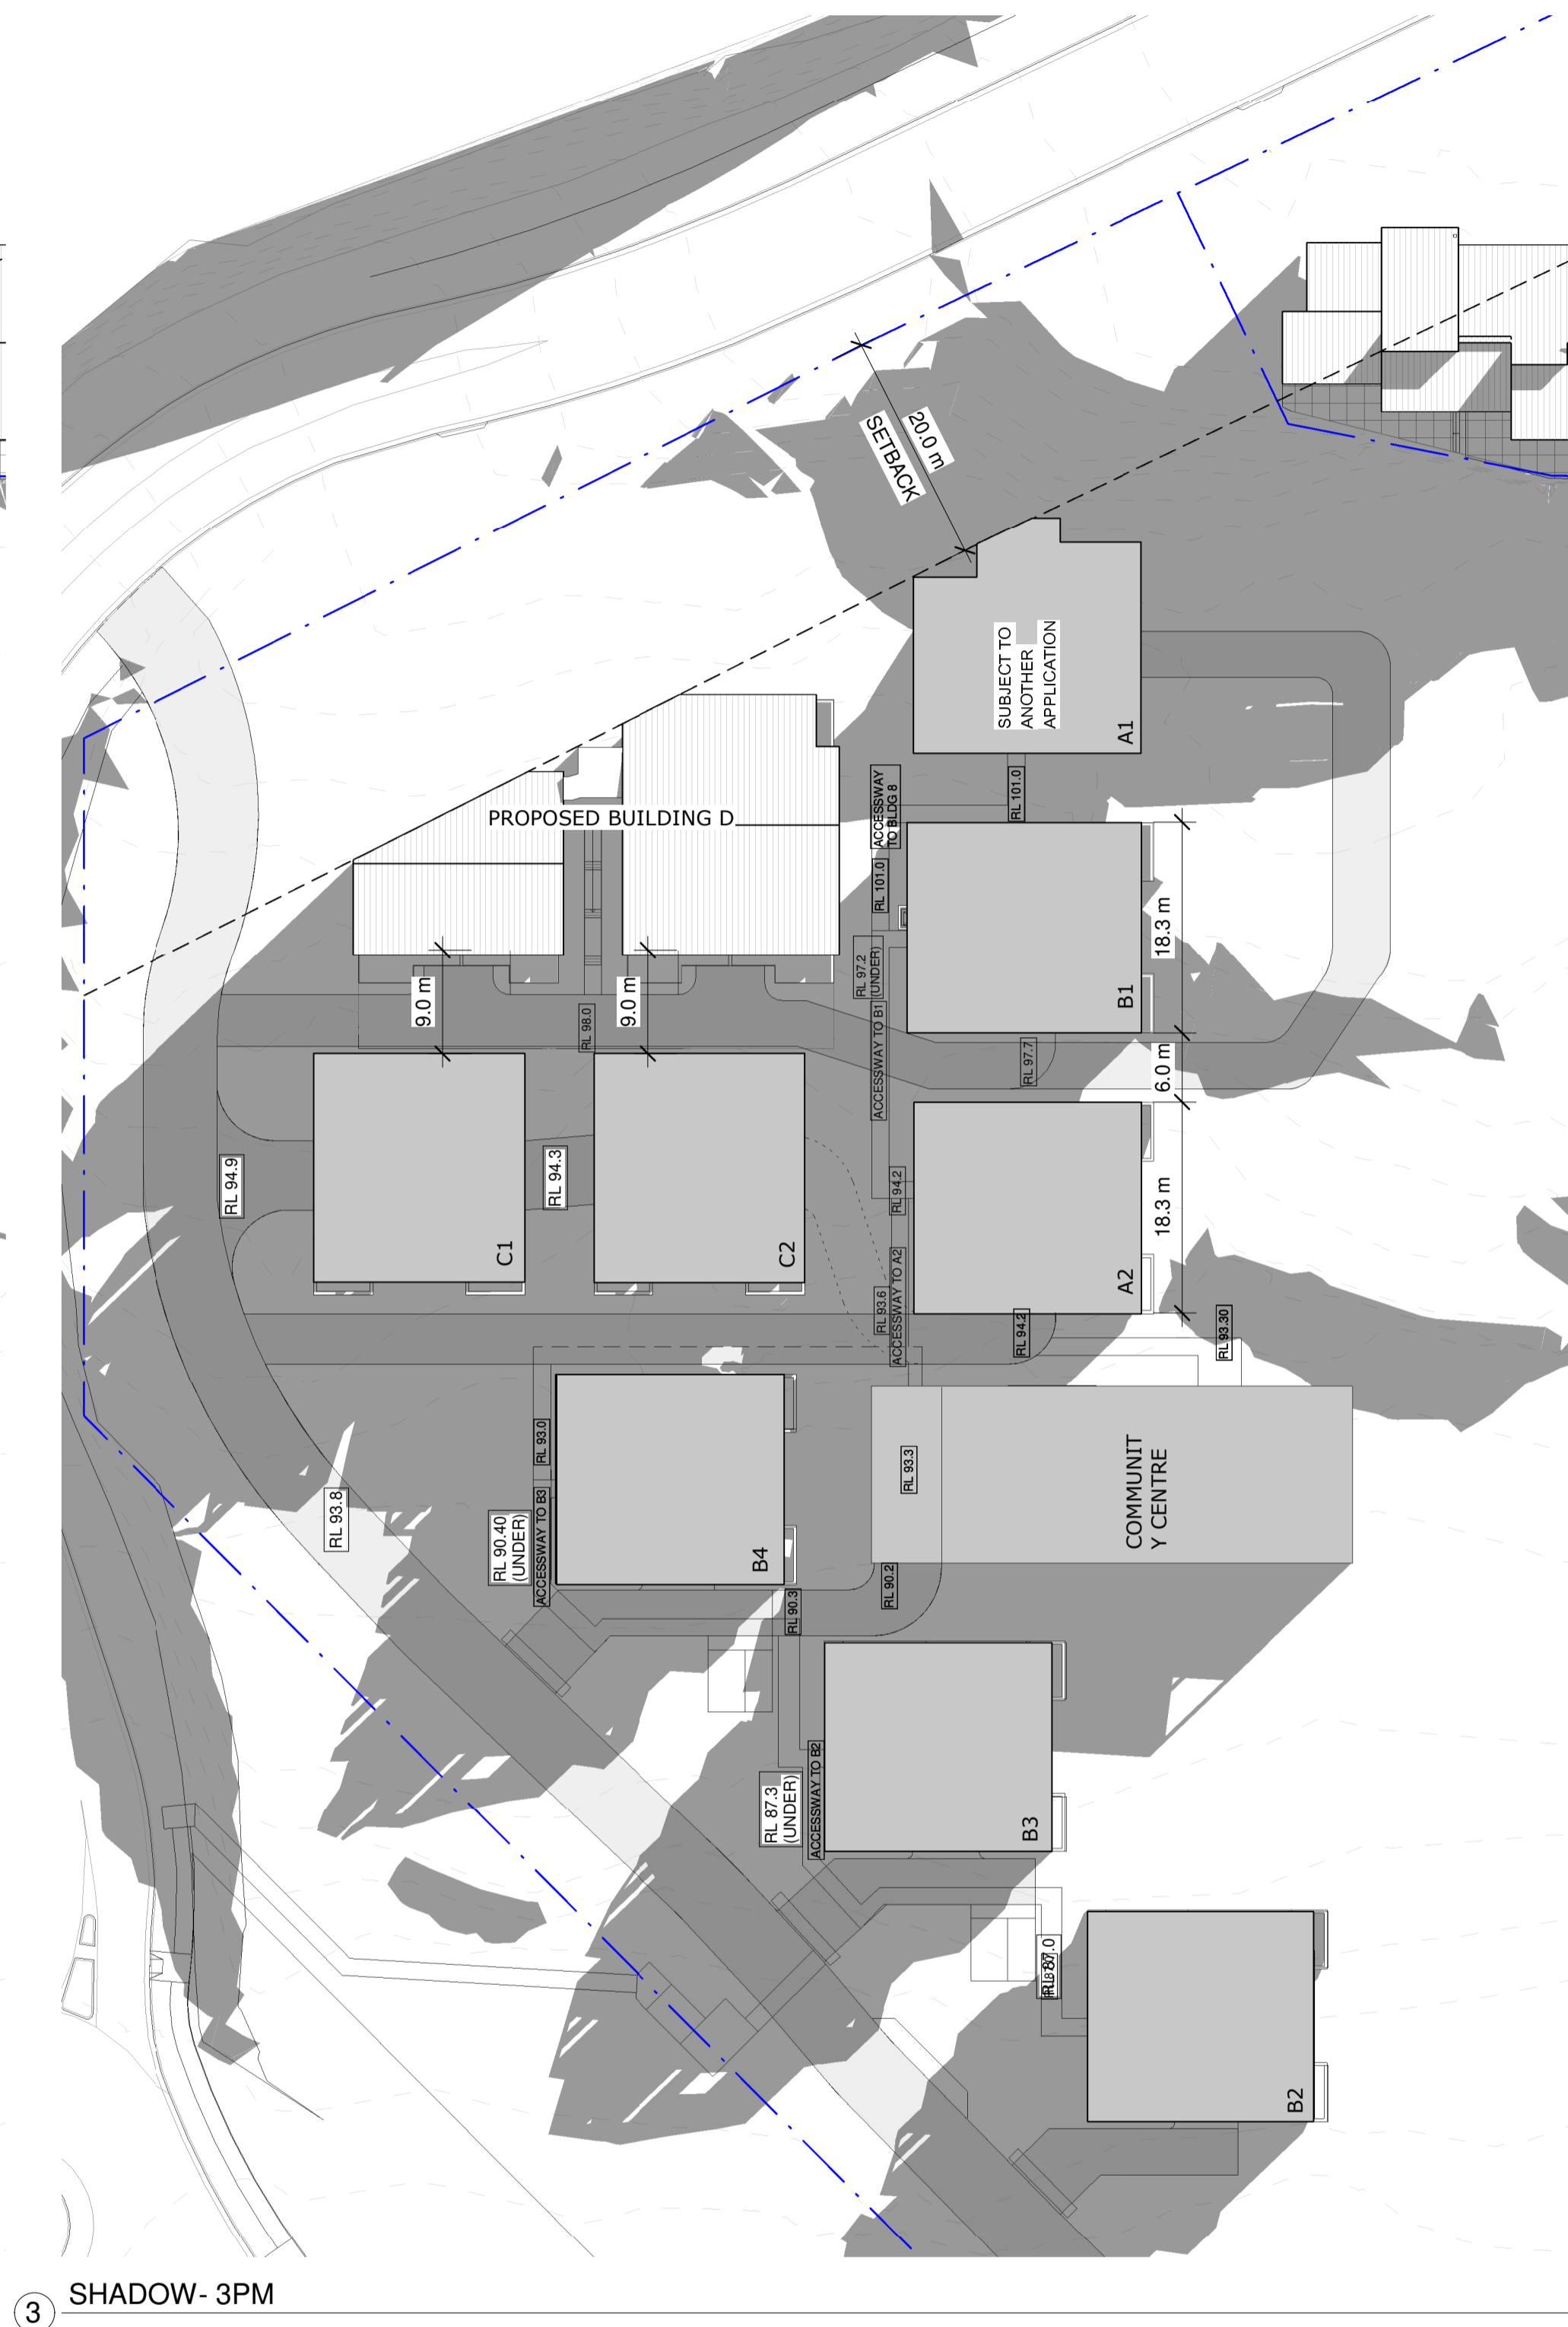 20.0 m
SETBACK
SUBJECT TO
ANOTHER
APPLICATION
A1
PROPOSED BUILDING D
ACCESSWAY
TO BLDG 8
RL 101.0
RL 101.0
18.3 m
RL 97.2
(UNDER)
B1
9.0 m
9.0 m
RL 98.0
ACCESSWAY TO B1
RL 97.7
6.0 m
RL 94.9
RL 94.3
RL 94.2
18.3 m
C1
C2
A2
RL 93.6
ACCESSWAY TO A2
RL 94.2
RL 93.30
RL 93.0
RL 93.3
COMMUNIT
Y CENTRE
RL 93.8
RL 90.40
(UNDER)
ACCESSWAY TO B3
B4
RL 90.2
RL 90.3
RL 87.3
(UNDER)
ACCESSWAY TO B2
B3
B2
3
SHADOW- 3PM